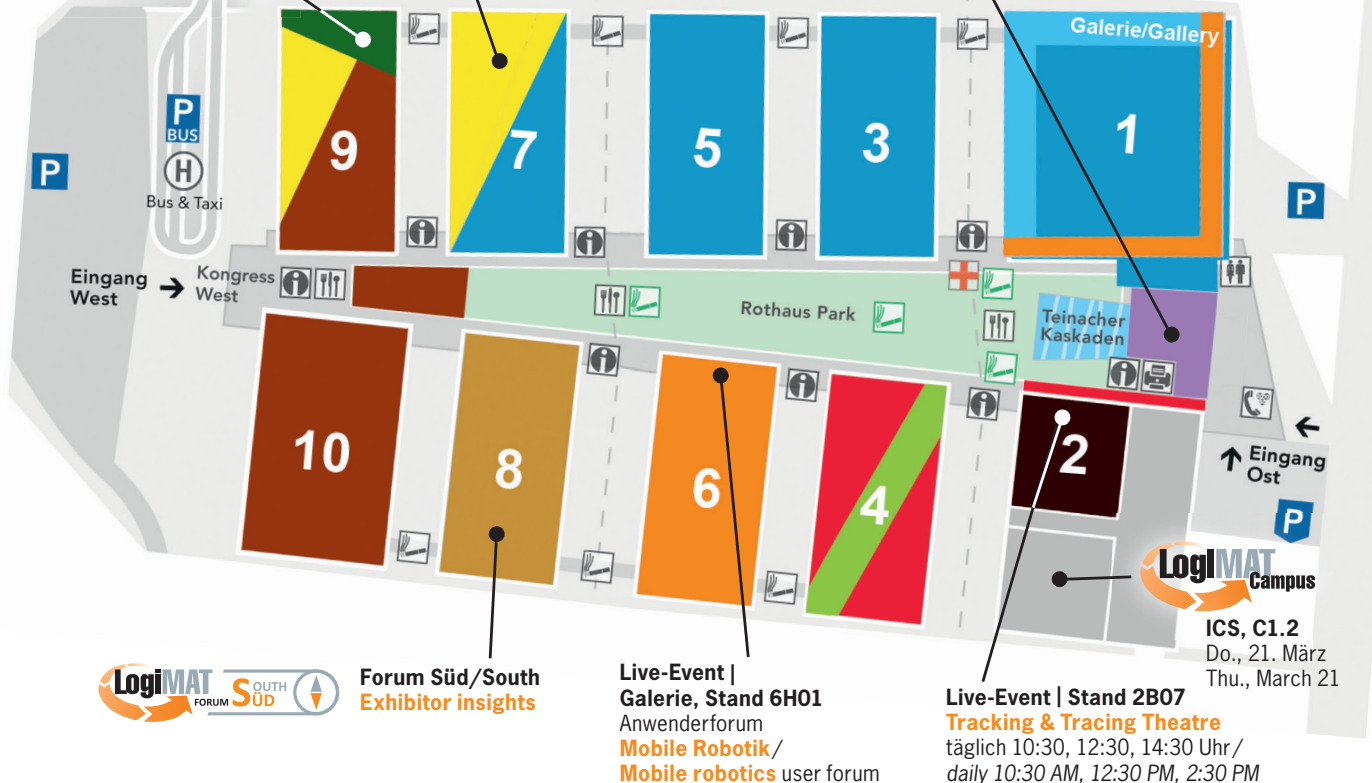 Galerie/Gallery
P
BUS
H
Bus & Taxi
P
9
7
5
3
1
P
Eingang
West
Kongress
West
Rothaus Park
Teinacher
Kaskaden
10
8
6
4
2
Eingang
Ost
P
LogiMAT
Campus
ICS, C1.2
Do., 21. März
Thu., March 21
LogiMAT
FORUM SOUTH
SÜD
Forum Süd/South
Exhibitor insights
Live-Event |
Galerie, Stand 6H01
Anwenderforum
Mobile Robotik/
Mobile robotics user forum
Live-Event | Stand 2B07
Tracking & Tracing Theatre
täglich 10:30, 12:30, 14:30 Uhr/
daily 10:30 AM, 12:30 PM, 2:30 PM